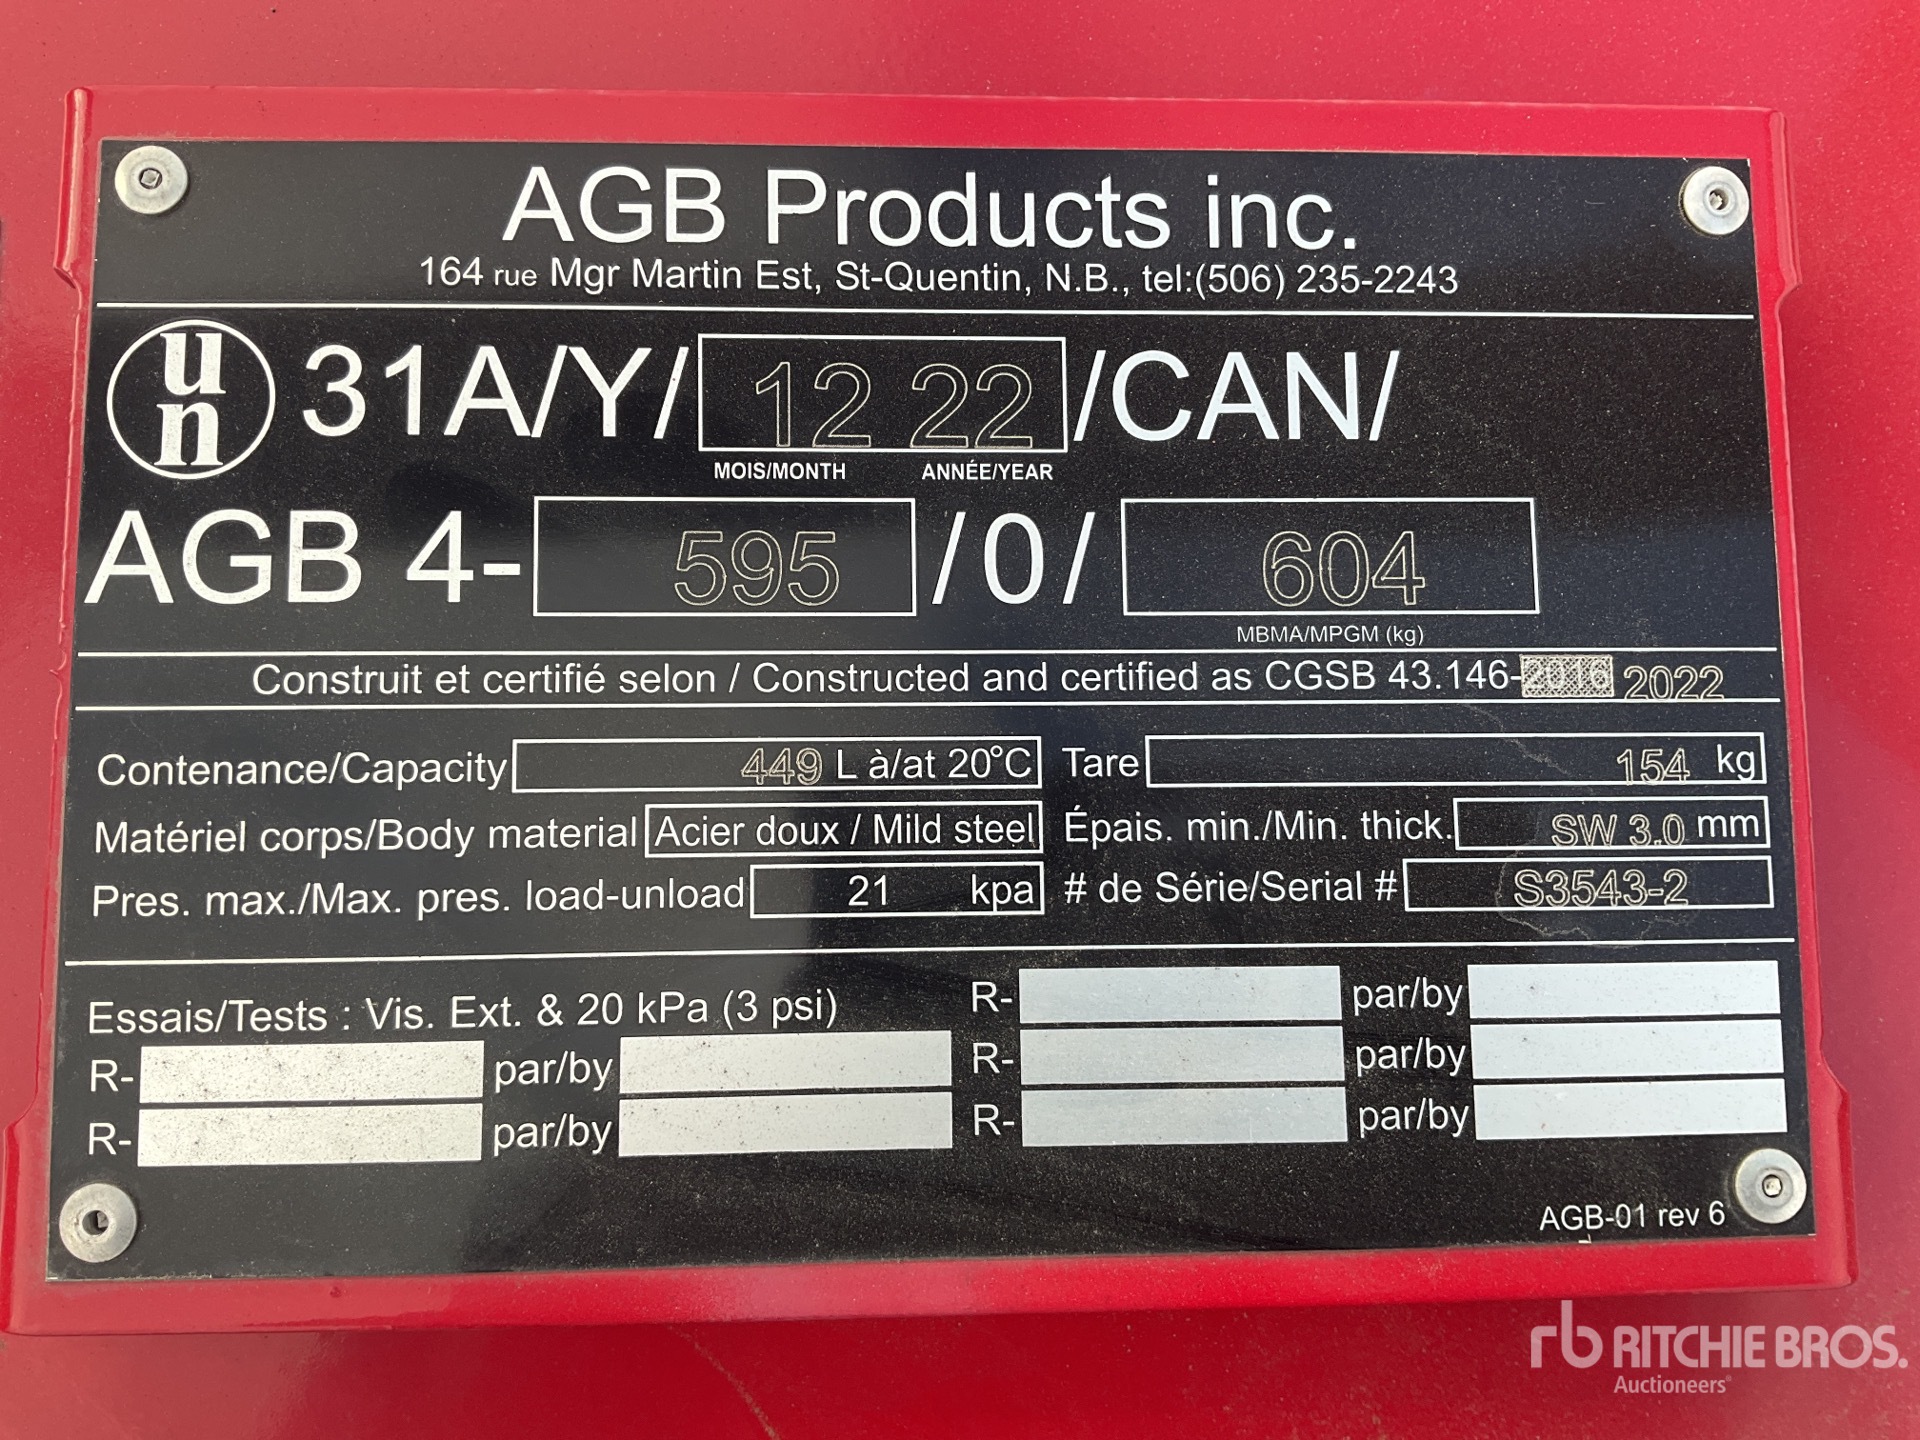 AGB Products inc.
164 rue Mgr Martin Est, St-Quentin, N.B., tel:(506) 235-2243
un 31A/Y/ 12 22 /CAN/
MOIS/MONTH ANNÉE/YEAR
AGB 4- 595 /0/ 604
MBMA/MPGM (kg)
Construit et certifié selon / Constructed and certified as CGSB 43.146-2016 2022
Contenance/Capacity 449 L à/at 20°C Tare 154 kg
Matériel corps/Body material Acier doux / Mild steel Épais. min./Min. thick. SW 3.0 mm
Pres. max./Max. pres. load-unload 21 kpa # de Série/Serial # S3543-2
Essais/Tests : Vis. Ext. & 20 kPa (3 psi) R- par/by
R- par/by R- par/by
R- par/by R- par/by
AGB-01 rev 6
rb RITCHIE BROS.
Auctioneers